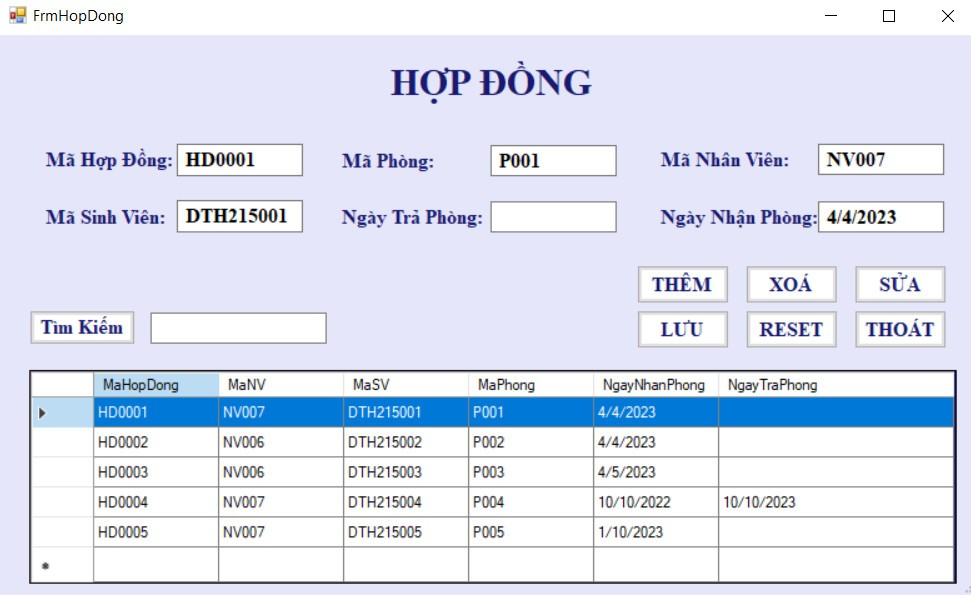 FrmHopDong
HỢP ĐỒNG
Mã Hợp Đồng: HD0001 Mã Phòng: P001 Mã Nhân Viên: NV007
Mã Sinh Viên: DTH215001 Ngày Trả Phòng: Ngày Nhận Phòng: 4/4/2023
THÊM XOÁ SỬA
Tìm Kiếm LƯU RESET THOÁT
MaHopDong MaNV MaSV MaPhong NgayNhanPhong NgayTraPhong
HD0001 NV007 DTH215001 P001 4/4/2023
HD0002 NV006 DTH215002 P002 4/4/2023
HD0003 NV006 DTH215003 P003 4/5/2023
HD0004 NV007 DTH215004 P004 10/10/2022 10/10/2023
HD0005 NV007 DTH215005 P005 1/10/2023